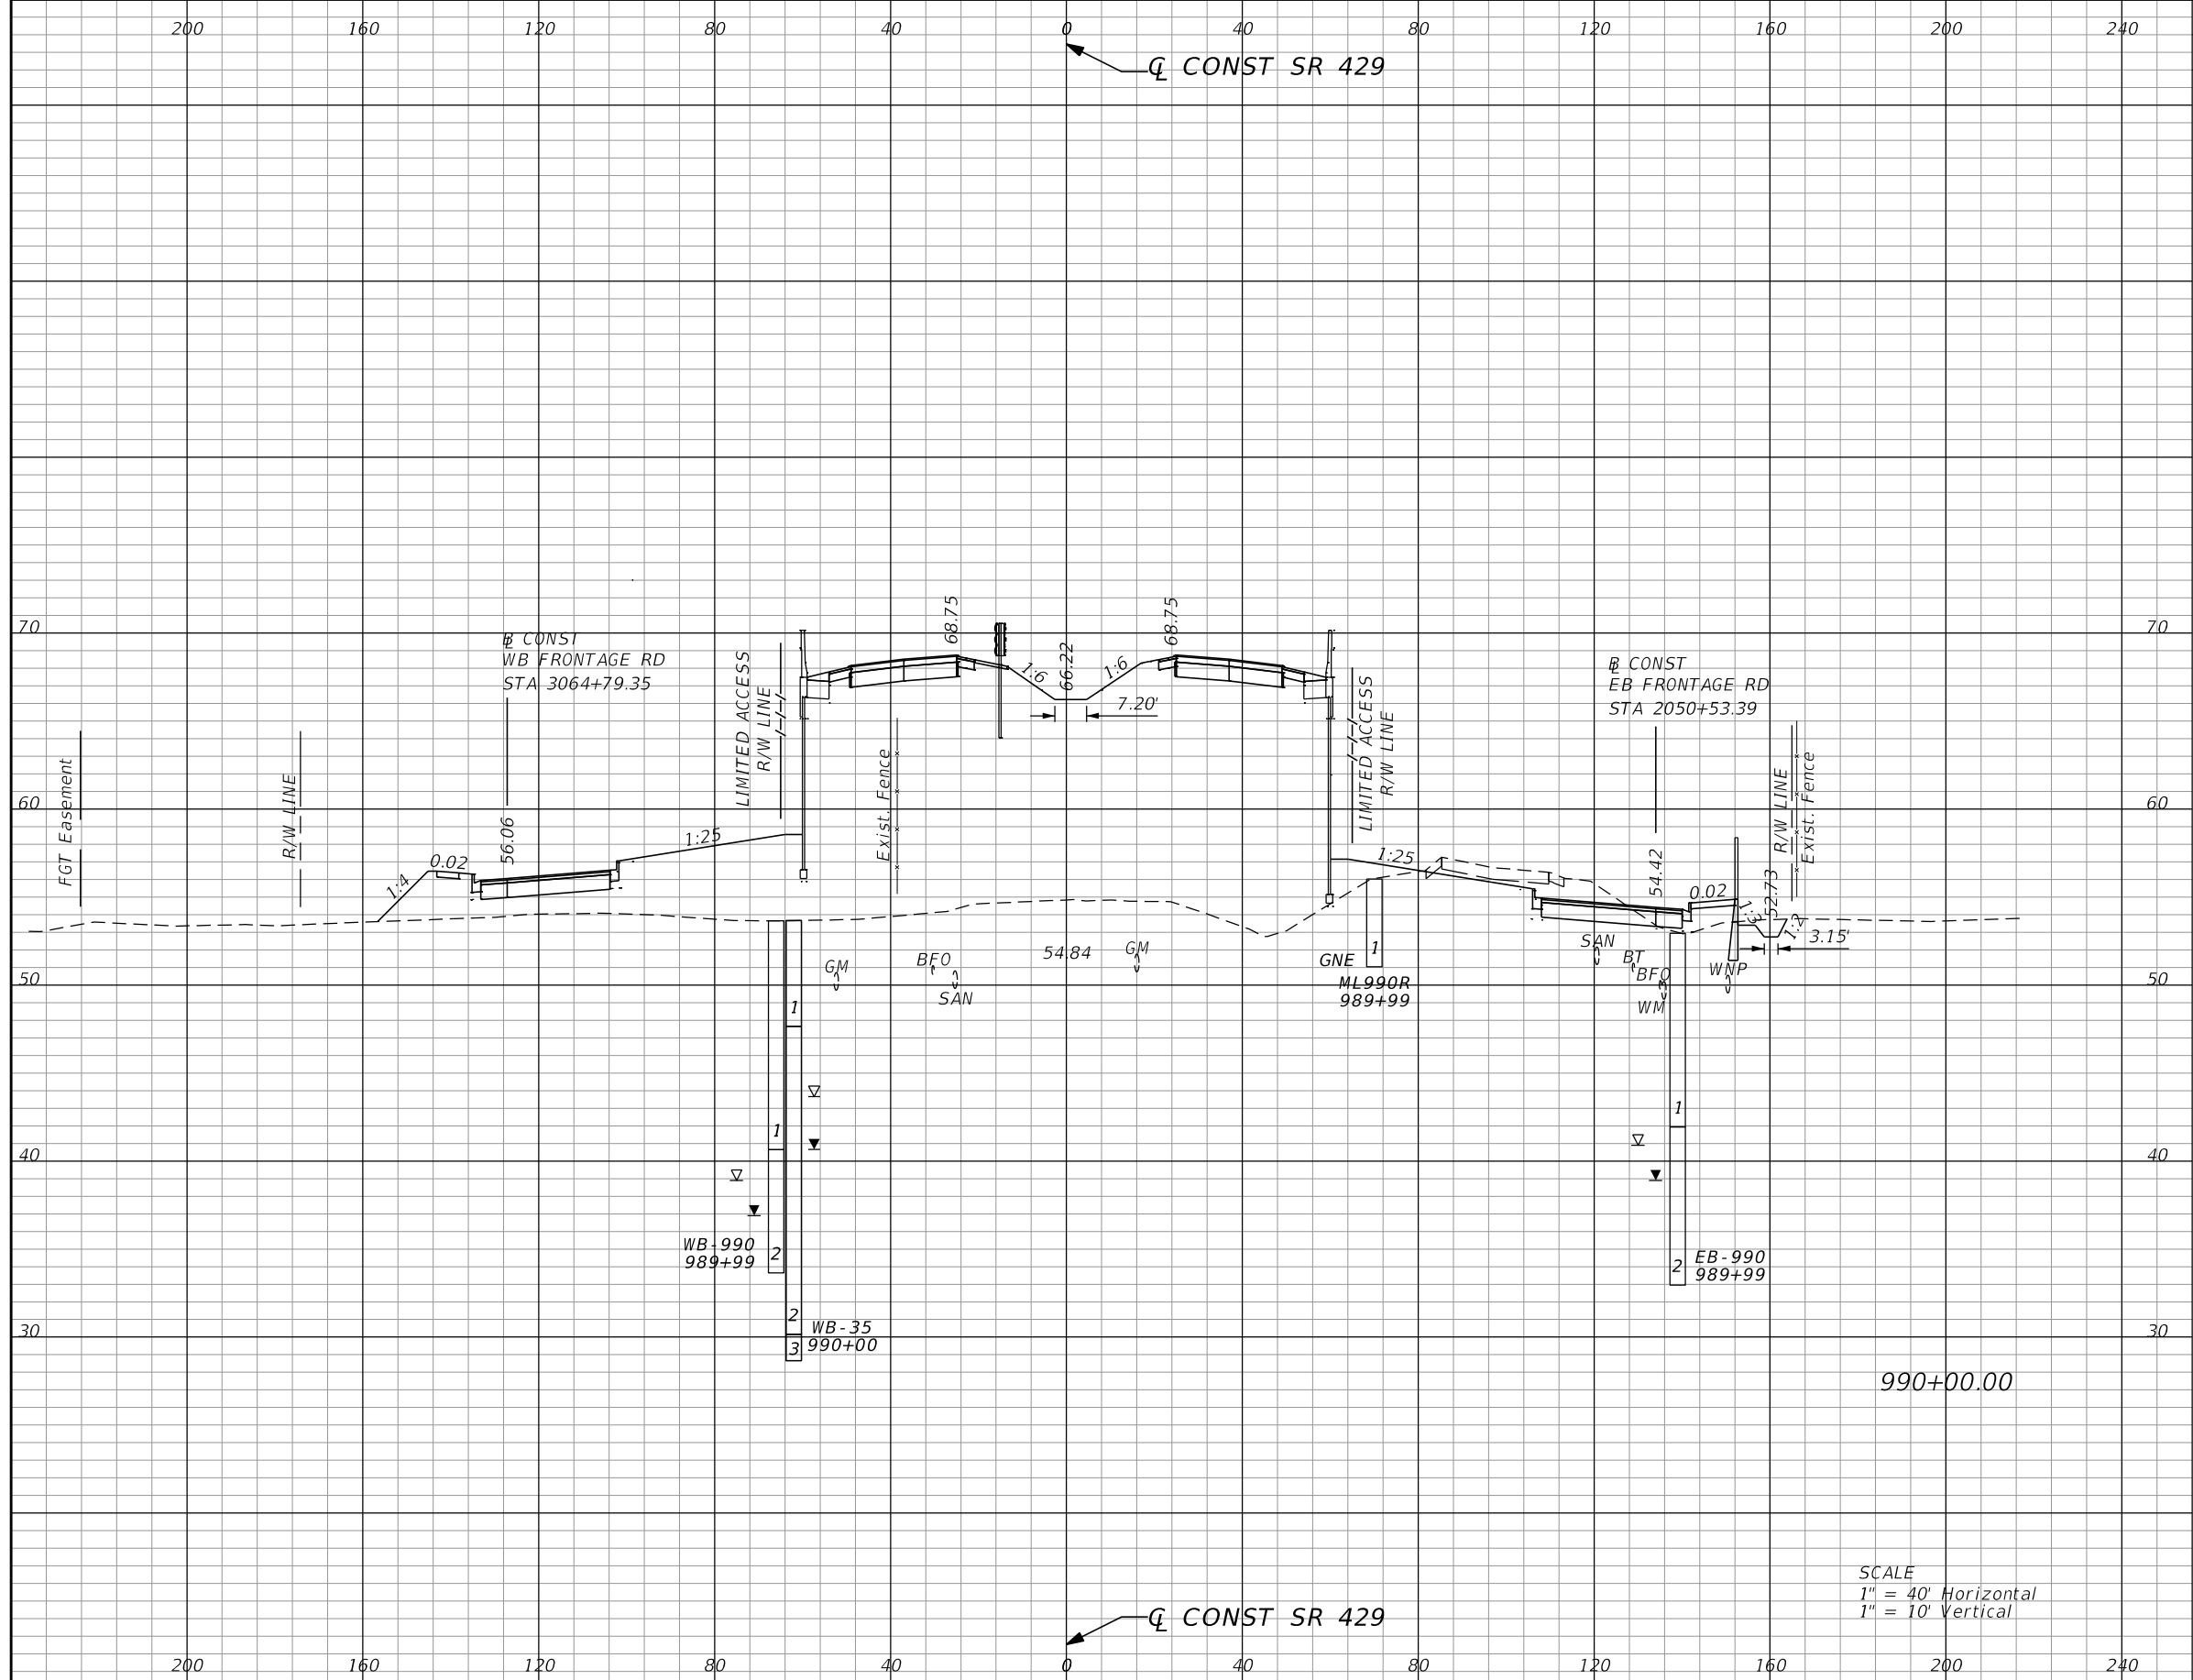 200 160 120 80 40 0 40 80 120 160 200 240
℄ CONST SR 429
70 70
68.75
68.75
66.22
1:6
1:6
7.20'
℄ CONST
WB FRONTAGE RD
STA 3064+79.35
LIMITED ACCESS
R/W LINE
LIMITED ACCESS
R/W LINE
CONST
EB FRONTAGE RD
STA 2050+53.39
60 60
FGT Easement
R/W LINE
Exist. Fence
R/W LINE
Exist. Fence
1:4
0.02
56.06
1:25
1:25
54.42
0.02
1:3
52.73
1:2
3.15'
50 50
GM
BFO
SAN
54.84
GM
GNE
1
ML990R
989+99
SAN
BT
BFO
WM
WNP
1
1
1
40 40
2
WB-990
989+99
2
EB-990
989+99
30 30
2
3
WB-35
990+00
990+00.00
SCALE
1" = 40' Horizontal
1" = 10' Vertical
℄ CONST SR 429
200 160 120 80 40 0 40 80 120 160 200 240